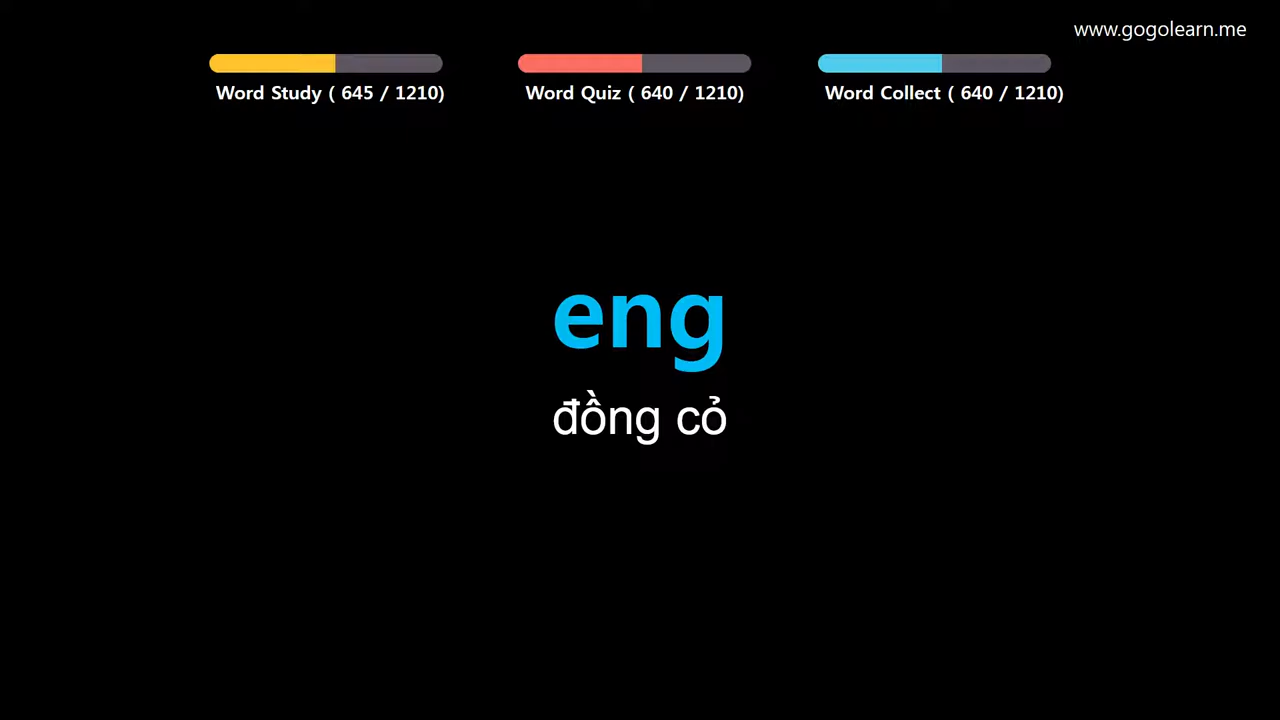 www.gogolearn.me
Word Study ( 645 / 1210)
Word Quiz ( 640 / 1210)
Word Collect ( 640 / 1210)
eng
đồng cỏ